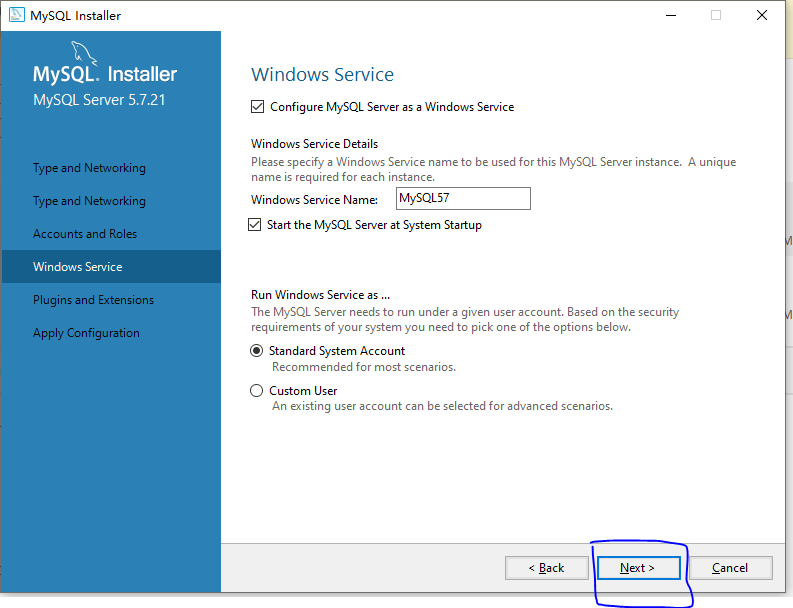 MySQL Installer
MySQL. Installer
MySQL Server 5.7.21
Type and Networking
Type and Networking
Accounts and Roles
Windows Service
Plugins and Extensions
Apply Configuration
Windows Service
Configure MySQL Server as a Windows Service
Windows Service Details
Please specify a Windows Service name to be used for this MySQL Server instance. A unique
name is required for each instance.
Windows Service Name: MySQL57
Start the MySQL Server at System Startup
Run Windows Service as ...
The MySQL Server needs to run under a given user account. Based on the security
requirements of your system you need to pick one of the options below.
Standard System Account
Recommended for most scenarios.
Custom User
An existing user account can be selected for advanced scenarios.
< Back Next > Cancel